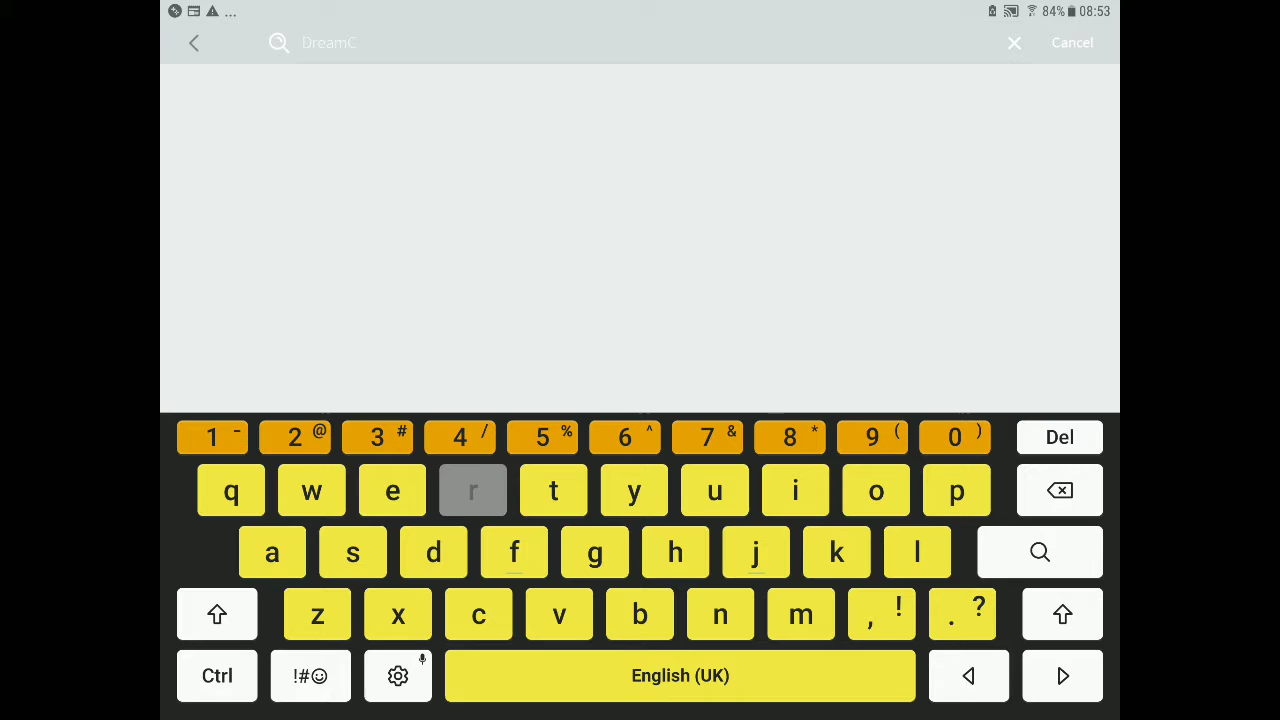 ... 84% 08:53
DreamC Cancel
1 - 2 @ 3 # 4 / 5 % 6 ^ 7 & 8 * 9 ( 0 ) Del
q w e r t y u i o p
a s d f g h j k l
z x c v b n m , ! . ?
Ctrl !#☺ English (UK)